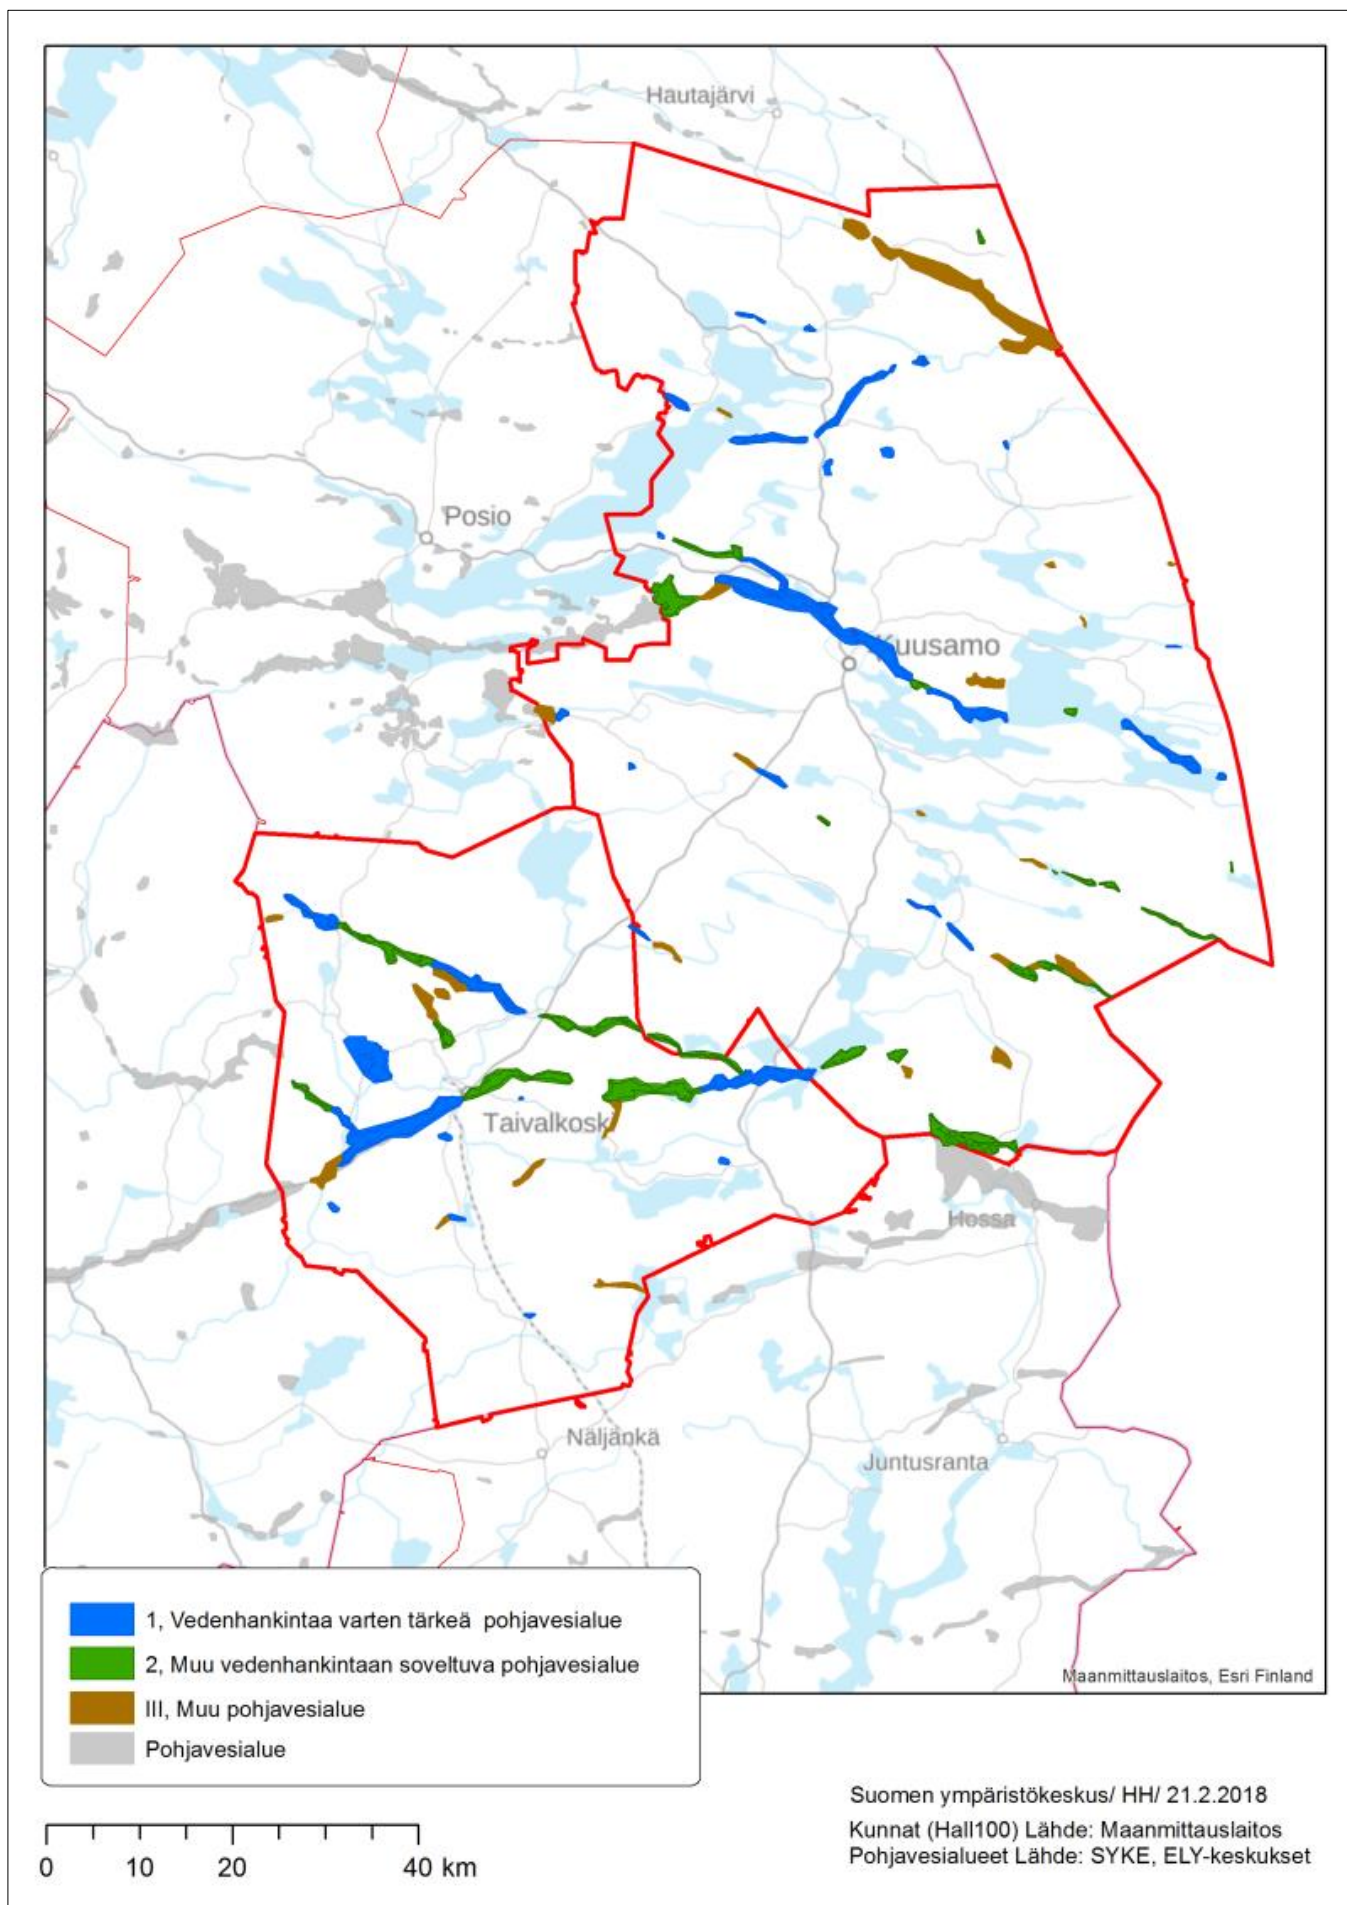 Hautajärvi
Posio
Kuusamo
Taivalkoski
Hossa
Näljänkä
Juntusranta
1, Vedenhankintaa varten tärkeä pohjavesialue
2, Muu vedenhankintaan soveltuva pohjavesialue
III, Muu pohjavesialue
Pohjavesialue
Maanmittauslaitos, Esri Finland
Suomen ympäristökeskus/ HH/ 21.2.2018
Kunnat (Hall100) Lähde: Maanmittauslaitos
Pohjavesialueet Lähde: SYKE, ELY-keskukset
0 10 20 40 km